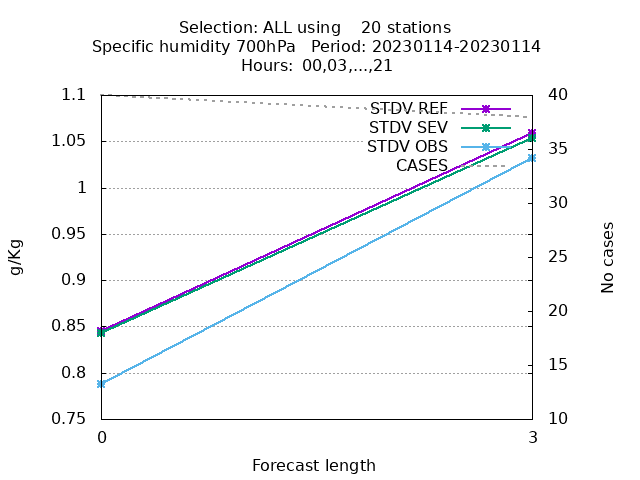 Selection: ALL using    20 stations
Specific humidity 700hPa   Period: 20230114-20230114
Hours:  00,03,...,21
1.1
1.05
1
0.95
0.9
0.85
0.8
0.75
40
35
30
25
20
15
10
STDV REF
STDV SEV
STDV OBS
CASES
g/Kg
No cases
0
3
Forecast length